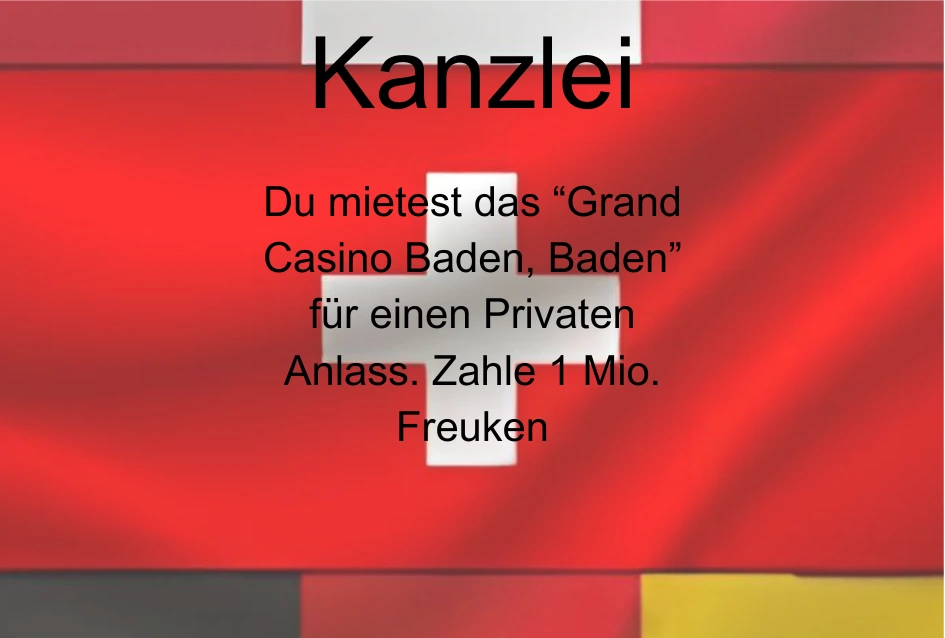 Kanzlei
Du mietest das “Grand
Casino Baden, Baden”
für einen Privaten
Anlass. Zahle 1 Mio.
Freuken